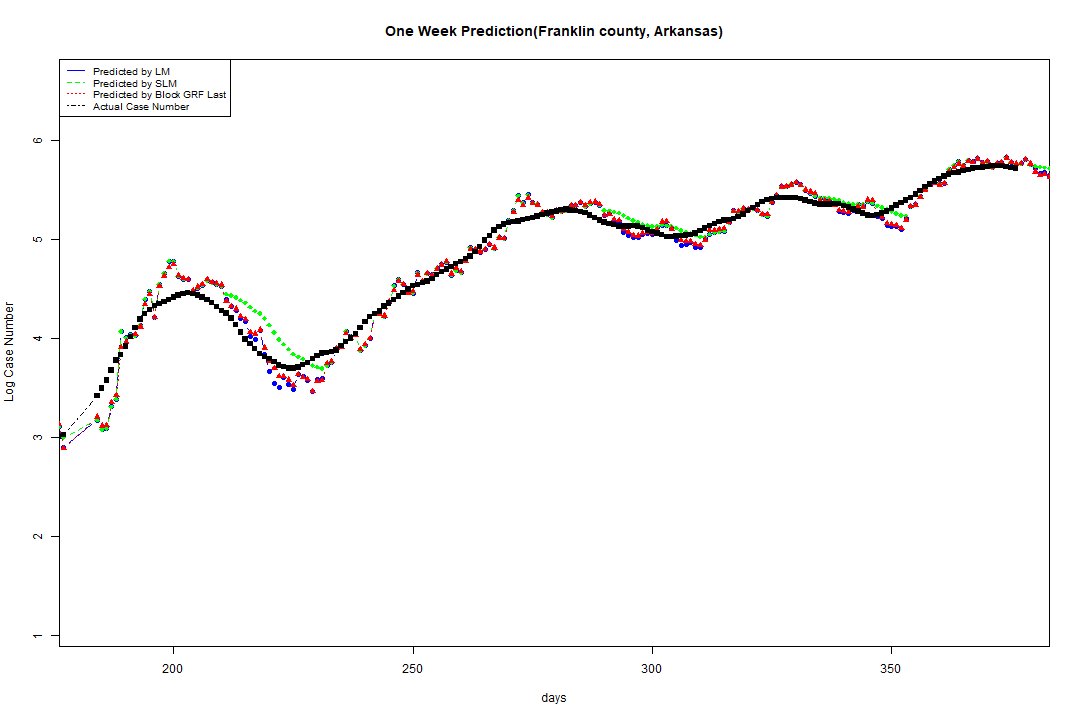 One Week Prediction(Franklin county, Arkansas)
Predicted by LM
Predicted by SLM
Predicted by Block GRF Last
Actual Case Number
6
5
4
3
2
1
Log Case Number
200 250 300 350
days